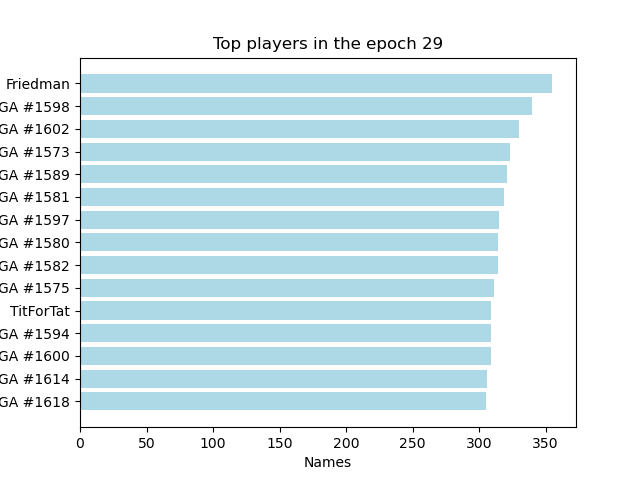 Top players in the epoch 29
Friedman
GA #1598
GA #1602
GA #1573
GA #1589
GA #1581
GA #1597
GA #1580
GA #1582
GA #1575
TitForTat
GA #1594
GA #1600
GA #1614
GA #1618
0 50 100 150 200 250 300 350
Names